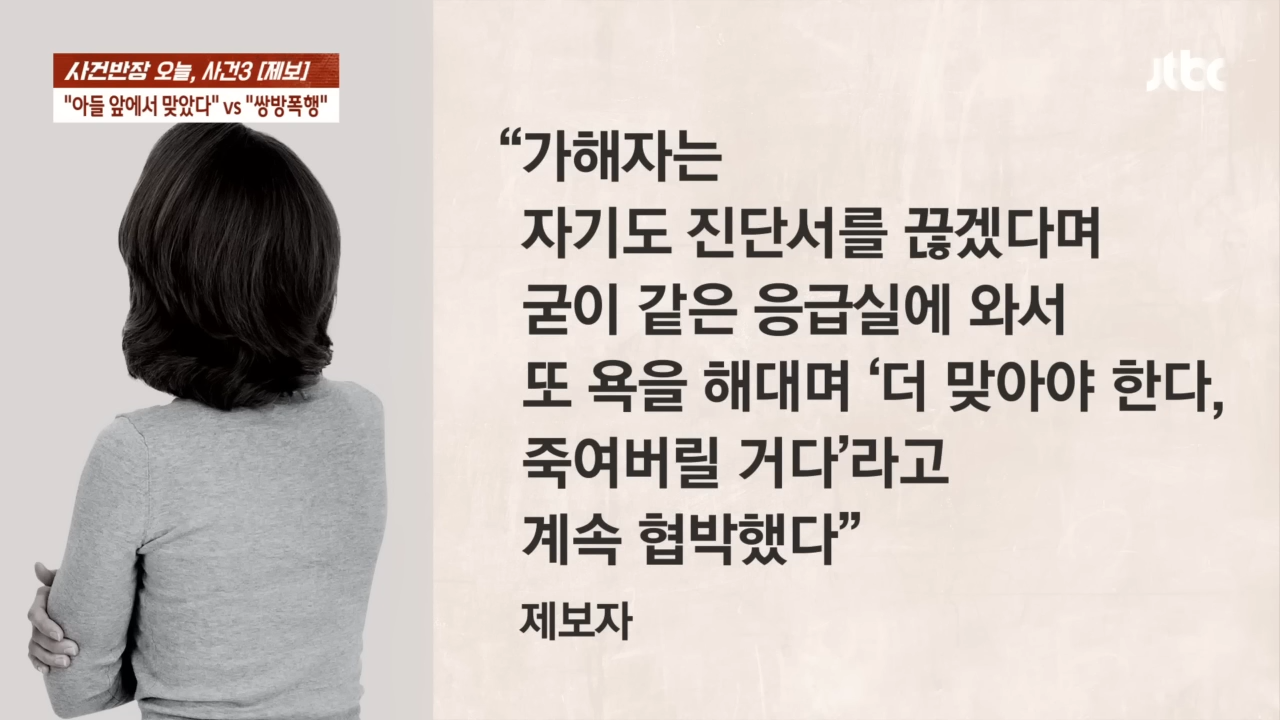 사건반장 오늘, 사건3 [제보]
"아들 앞에서 맞았다" vs "쌍방폭행"
jtbc
“가해자는
자기도 진단서를 끊겠다며
굳이 같은 응급실에 와서
또 욕을 해대며 ‘더 맞아야 한다,
죽여버릴 거다’라고
계속 협박했다”
제보자